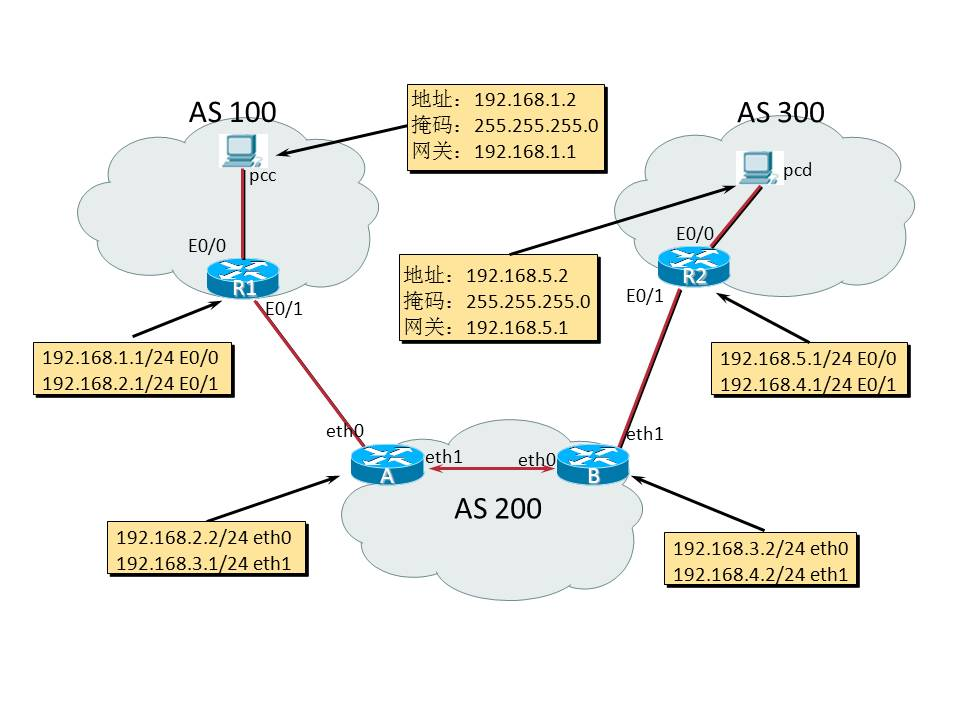 AS 100
地址：192.168.1.2
掩码：255.255.255.0
网关：192.168.1.1
AS 300
pcc
pcd
E0/0
R1
E0/1
E0/0
R2
E0/1
地址：192.168.5.2
掩码：255.255.255.0
网关：192.168.5.1
192.168.1.1/24 E0/0
192.168.2.1/24 E0/1
192.168.5.1/24 E0/0
192.168.4.1/24 E0/1
eth0
A
eth1
eth0
B
eth1
AS 200
192.168.2.2/24 eth0
192.168.3.1/24 eth1
192.168.3.2/24 eth0
192.168.4.2/24 eth1